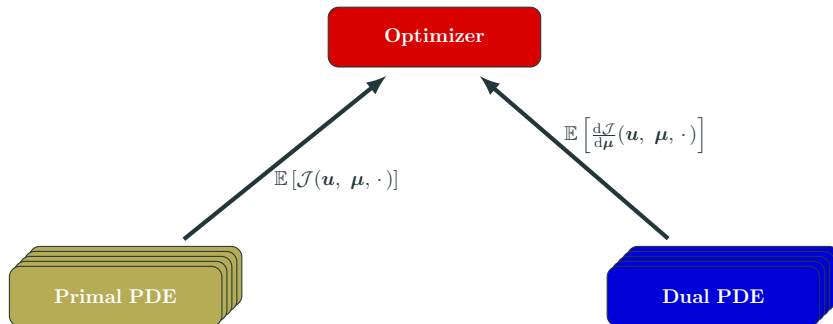 Optimizer
𝔼 [d𝒥/d𝝁 (𝒖, 𝝁, ·)]
𝔼 [𝒥(𝒖, 𝝁, ·)]
Primal PDE
Dual PDE